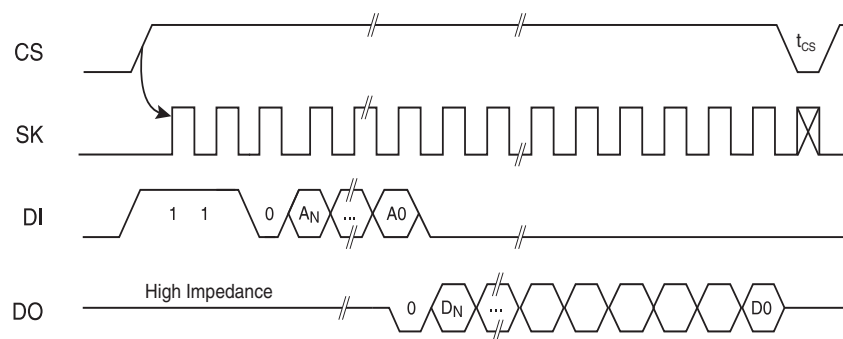 CS
t_CS
SK
DI
1 1 0 A_N ... A0
DO
High Impedance
0 D_N ... D0